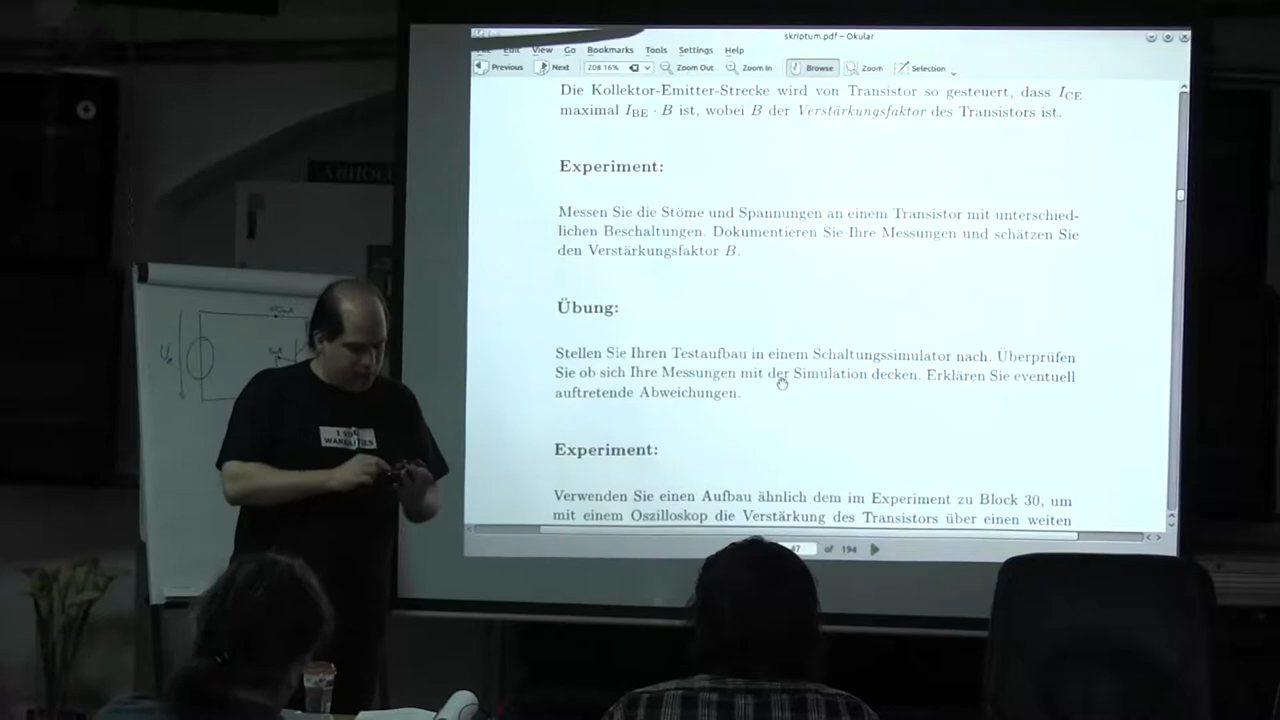 skriptum.pdf – Okular
Edit View Go Bookmarks Tools Settings Help
Previous Next 208.16% Zoom Out Zoom In Browse Zoom Selection
Die Kollektor-Emitter-Strecke wird von Transistor so gesteuert, dass ICE
maximal IBE · B ist, wobei B der Verstärkungsfaktor des Transistors ist.
Experiment:
Messen Sie die Stöme und Spannungen an einem Transistor mit unterschied-
lichen Beschaltungen. Dokumentieren Sie Ihre Messungen und schätzen Sie
den Verstärkungsfaktor B.
Übung:
Stellen Sie Ihren Testaufbau in einem Schaltungssimulator nach. Überprüfen
Sie ob sich Ihre Messungen mit der Simulation decken. Erklären Sie eventuell
auftretende Abweichungen.
Experiment:
Verwenden Sie einen Aufbau ähnlich dem im Experiment zu Block 30, um
mit einem Oszilloskop die Verstärkung des Transistors über einen weiten
of 194